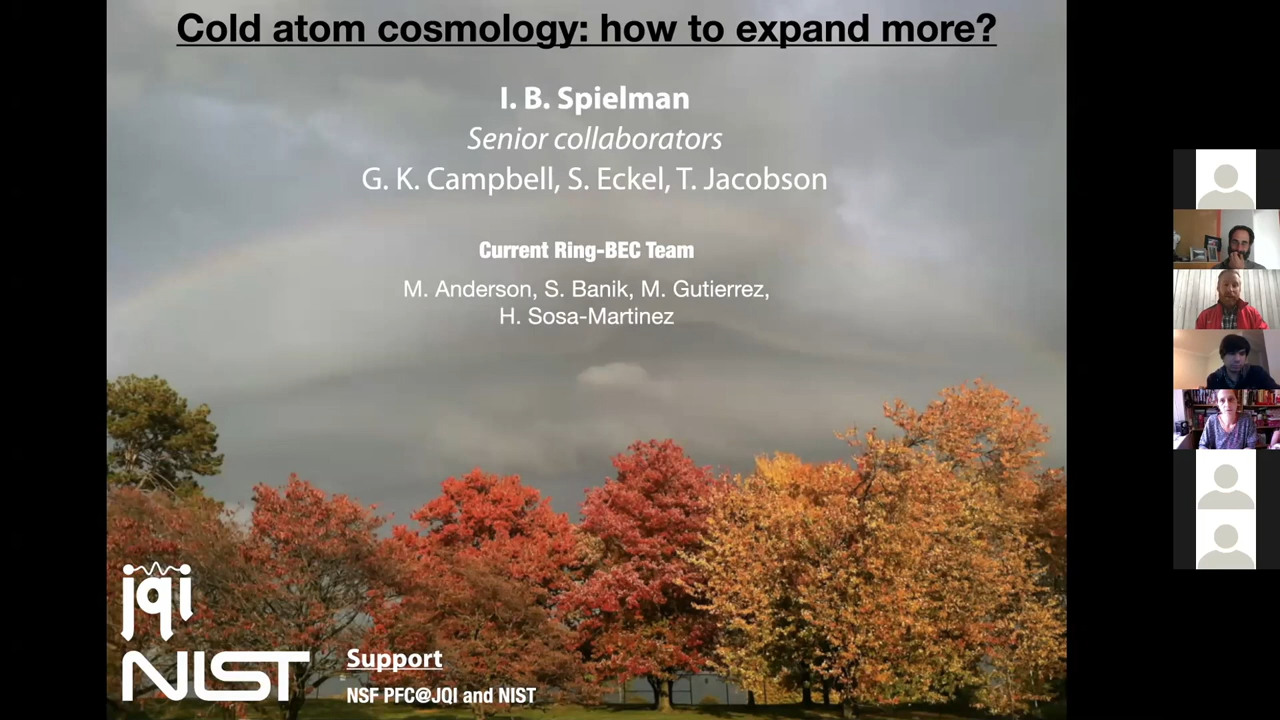 Cold atom cosmology: how to expand more?
I. B. Spielman
Senior collaborators
G. K. Campbell, S. Eckel, T. Jacobson
Current Ring-BEC Team
M. Anderson, S. Banik, M. Gutierrez,
H. Sosa-Martinez
jqi
NIST
Support
NSF PFC@JQI and NIST